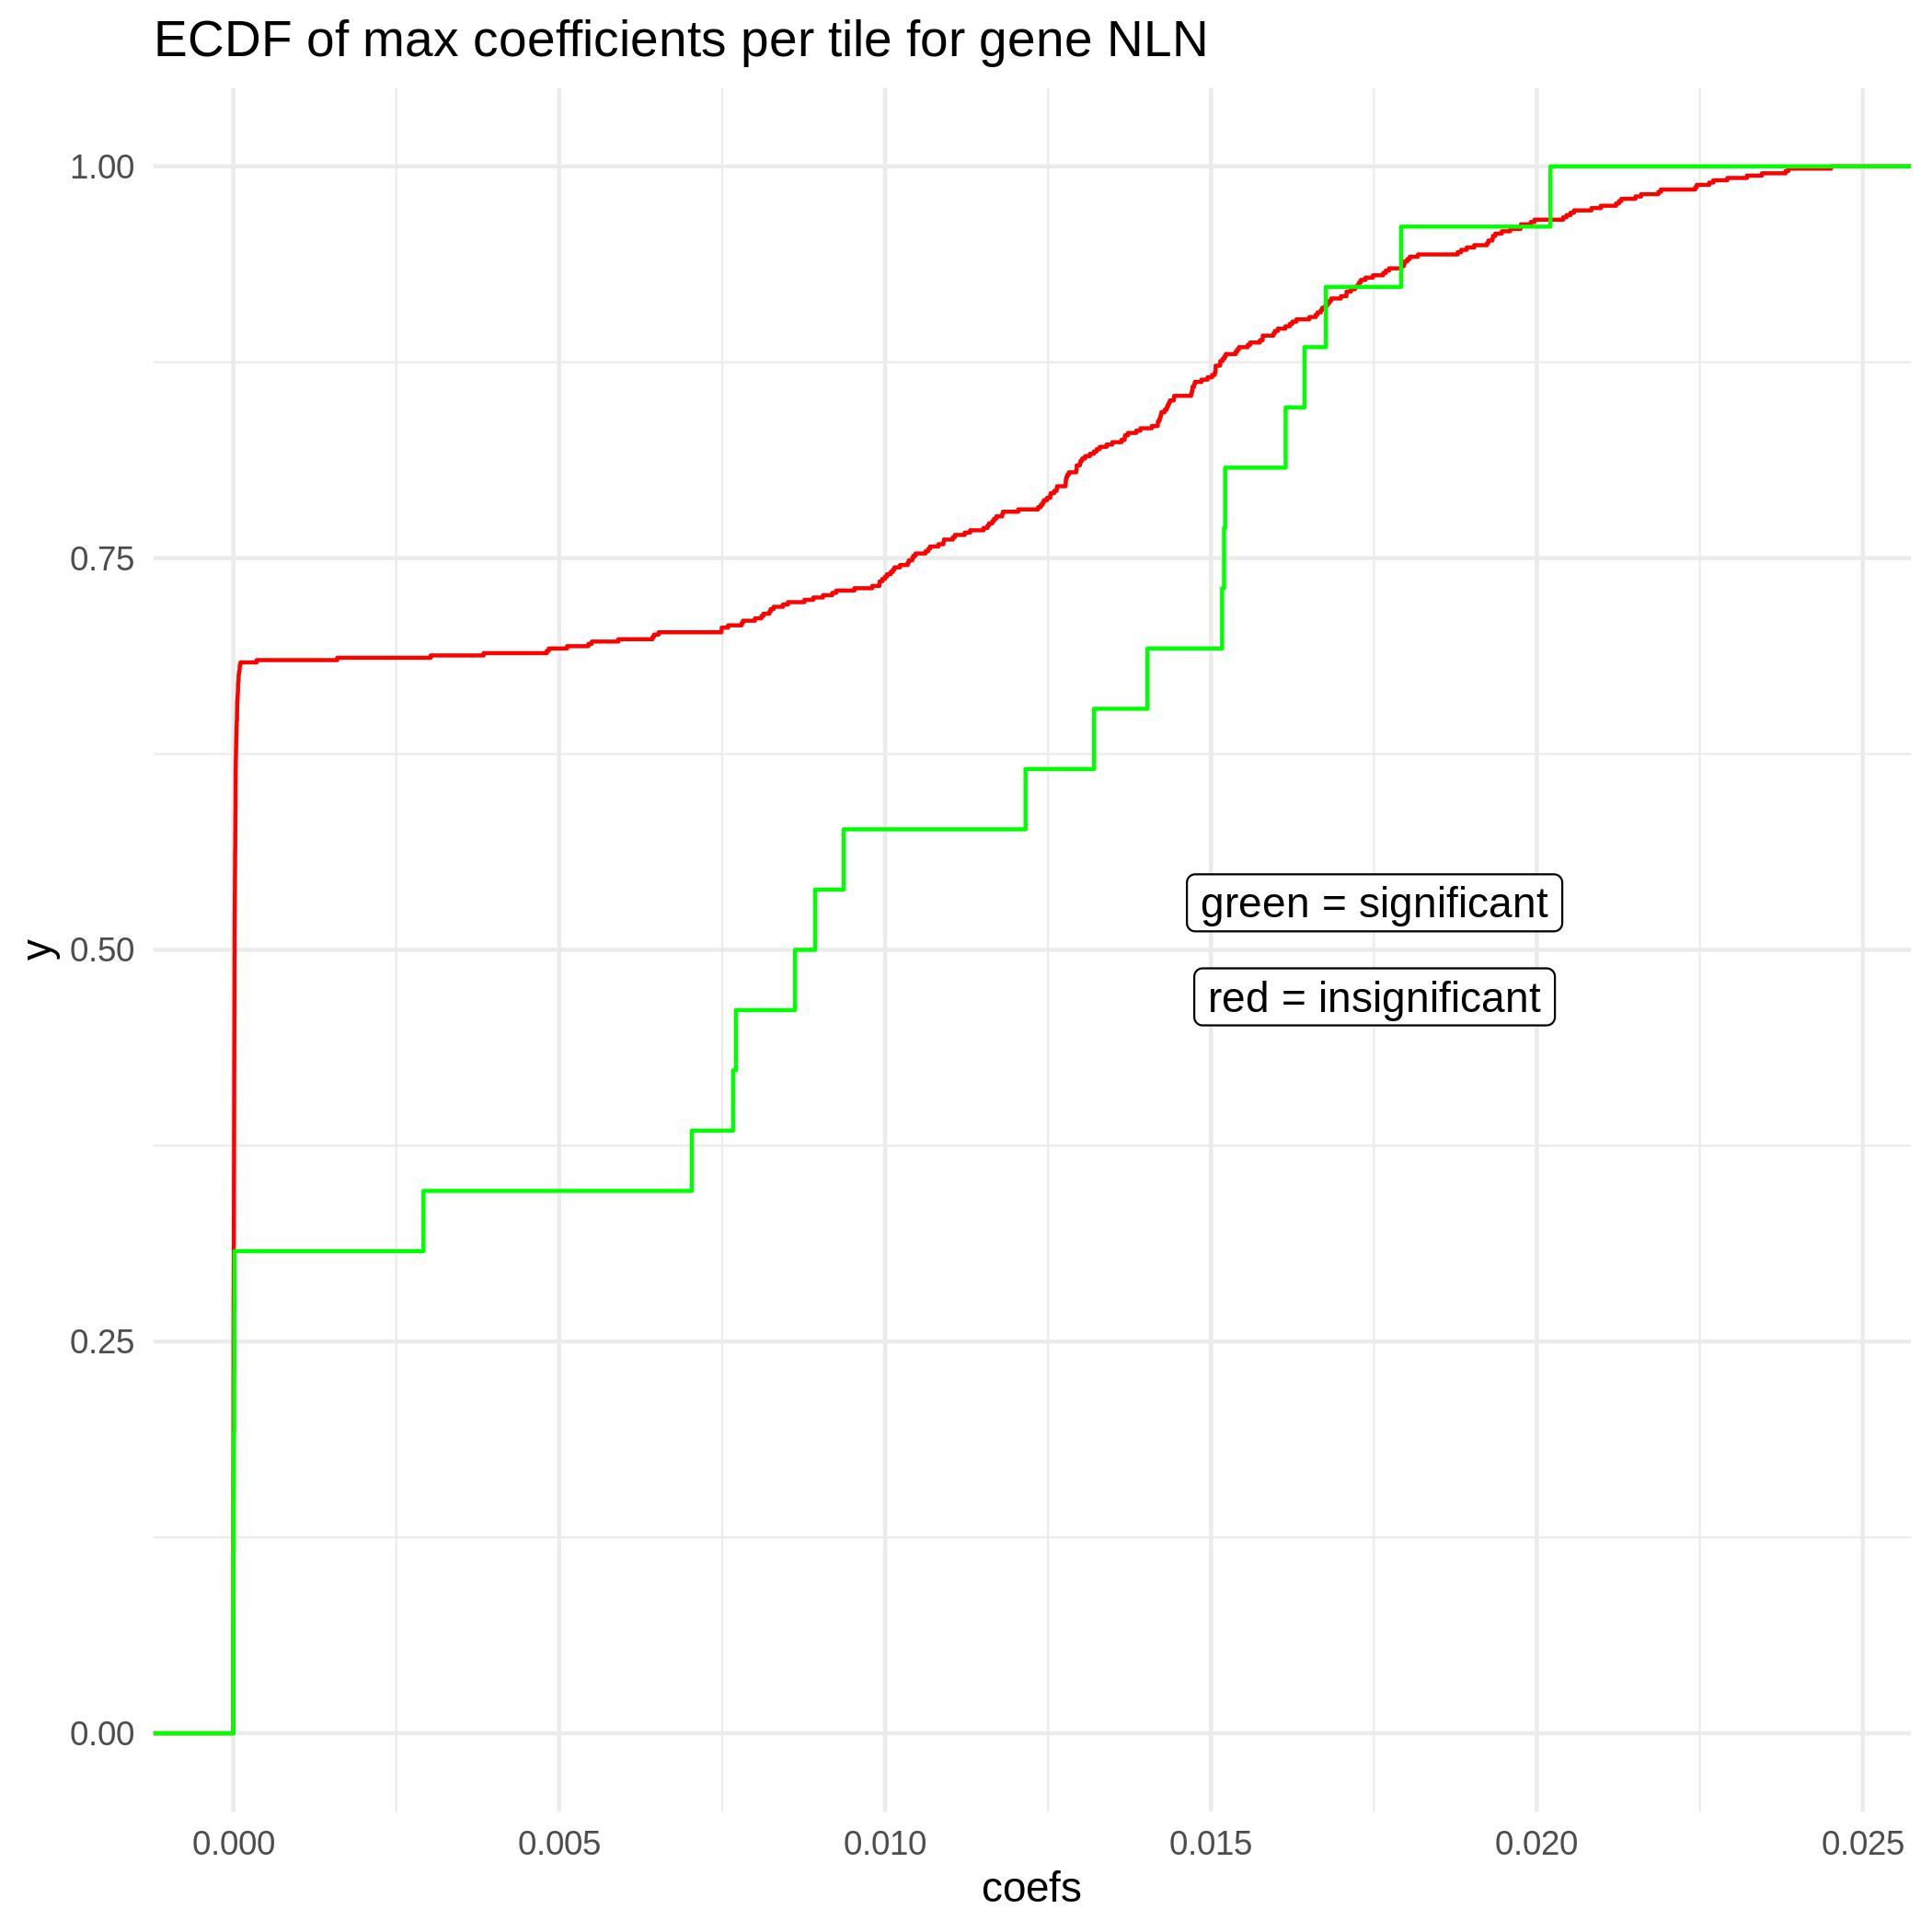 ECDF of max coefficients per tile for gene NLN
1.00
0.75
0.50
0.25
0.00
y
green = significant
red = insignificant
0.000 0.005 0.010 0.015 0.020 0.025
coefs